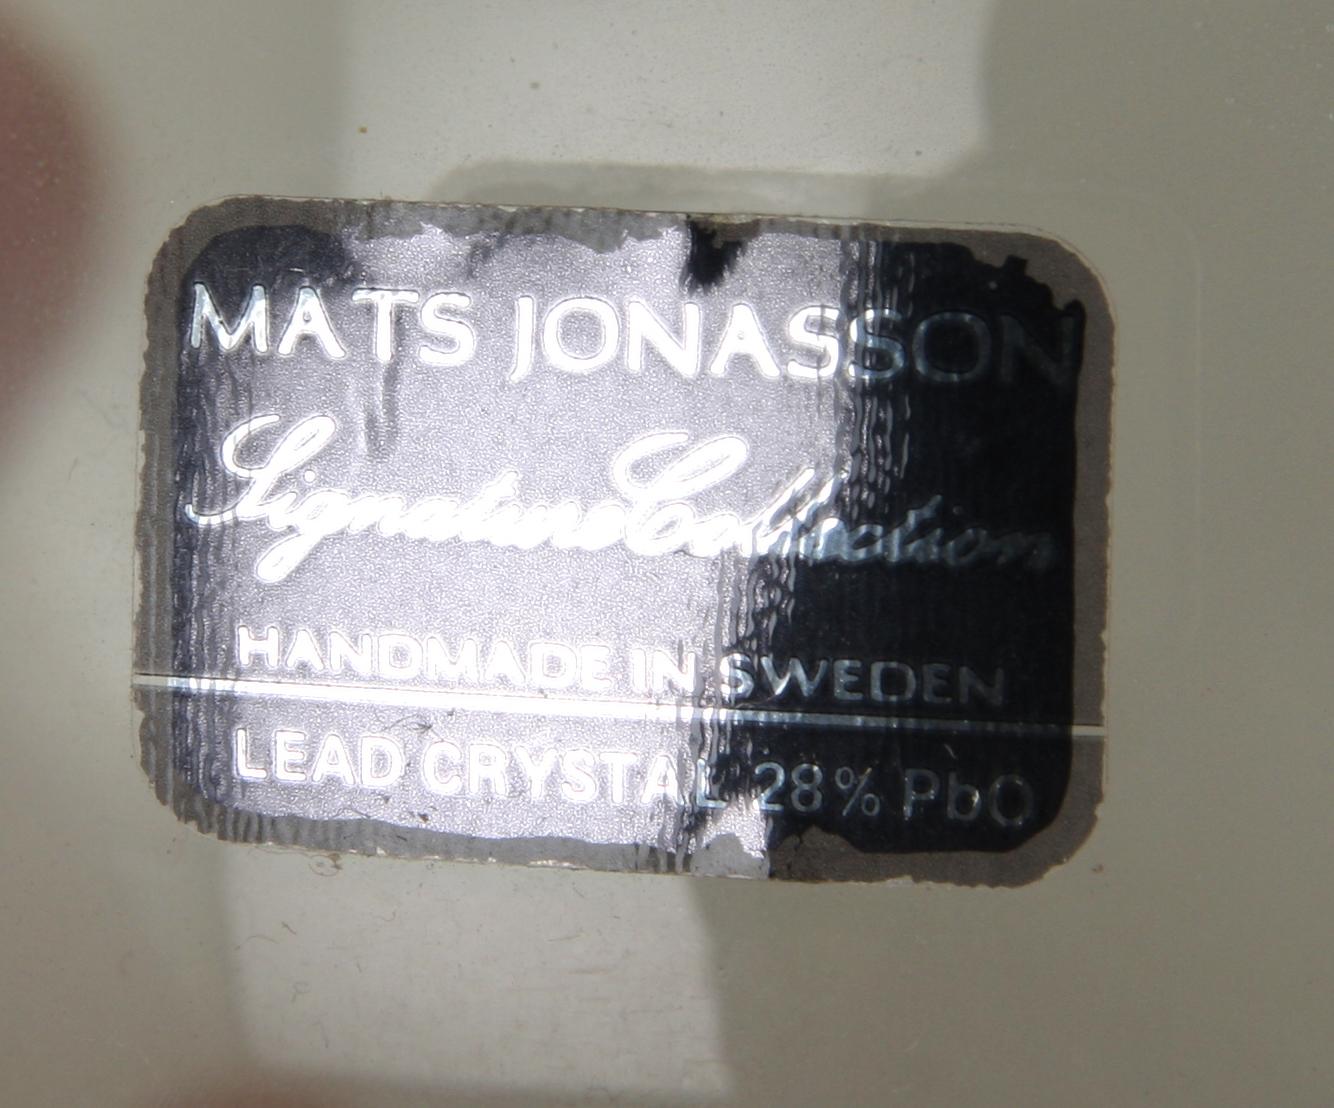 MATS JONASSON
Signature Collection
HANDMADE IN SWEDEN
LEAD CRYSTAL 28% PbO